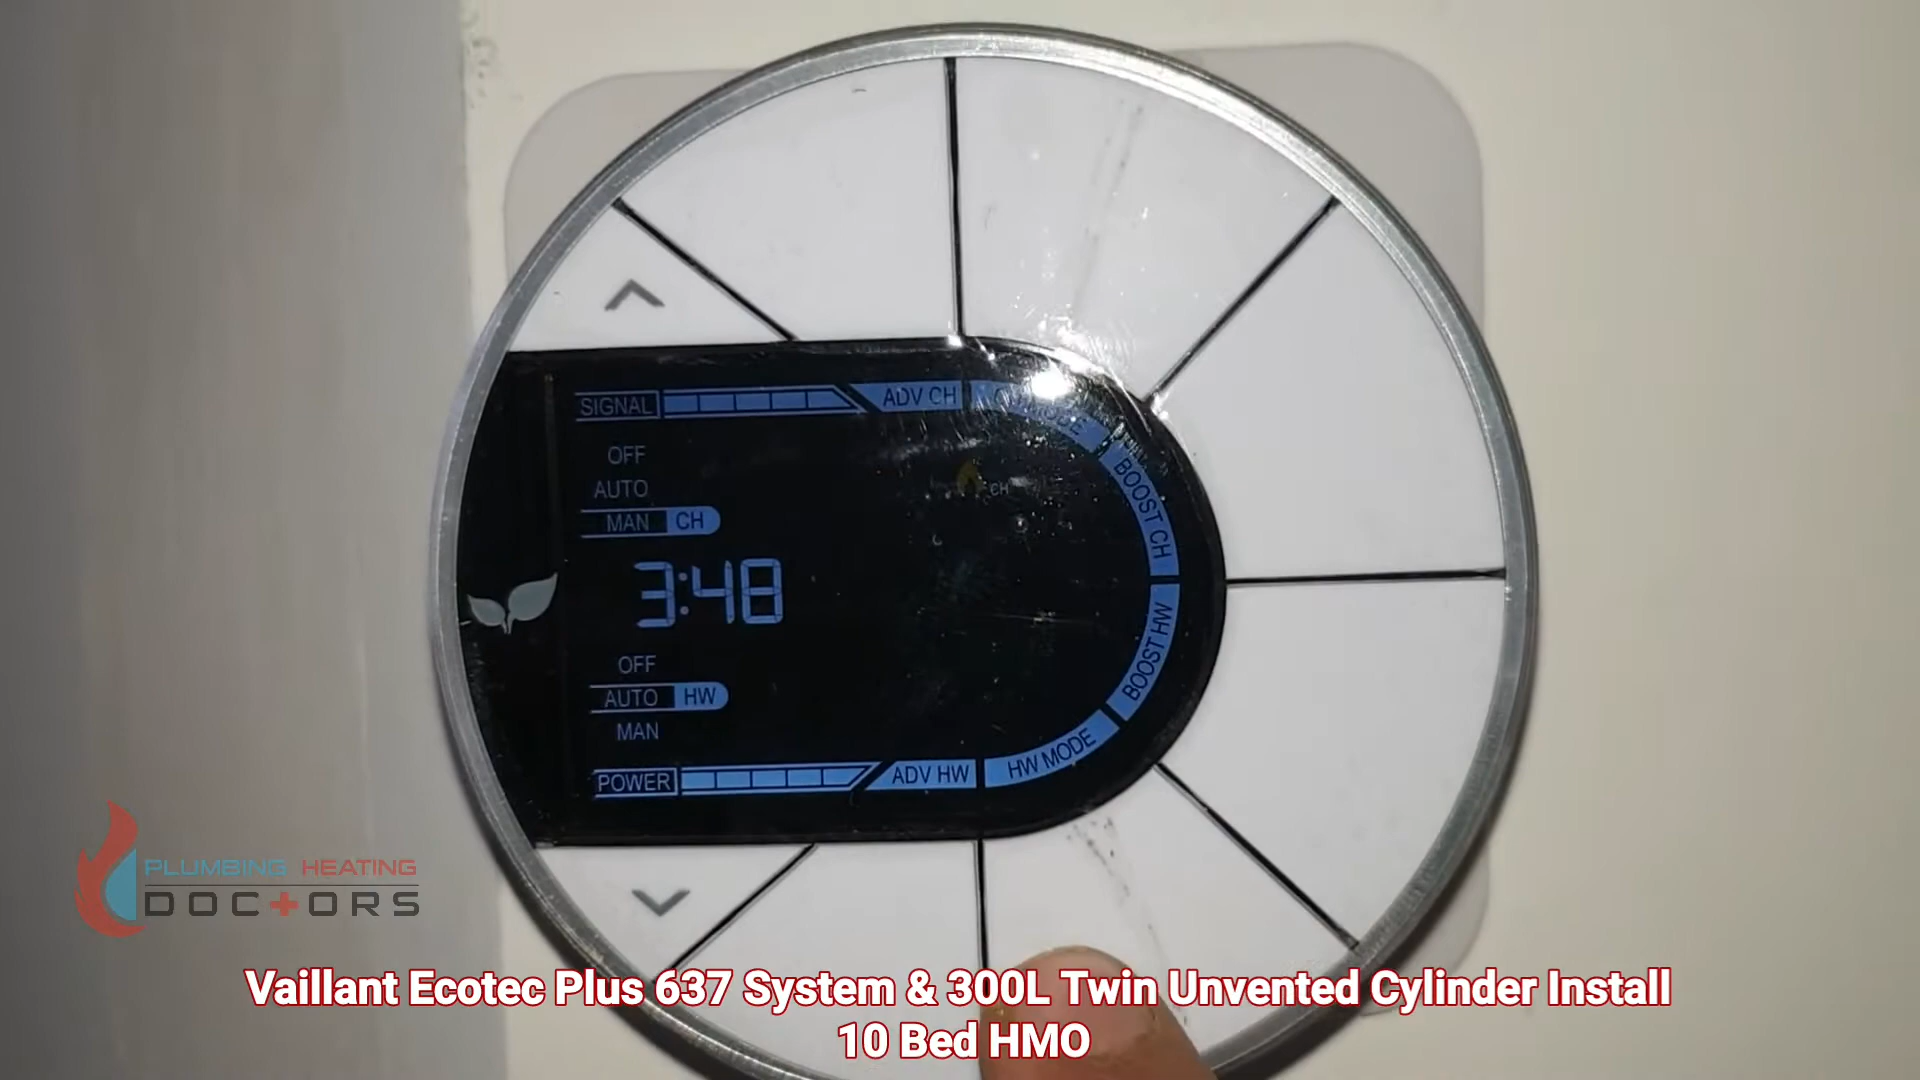 SIGNAL ADV CH
OFF
AUTO
MAN CH
BOOST CH
3:48
CH
BOOST HW
OFF
AUTO HW
MAN
HW MODE
POWER ADV HW
PLUMBING HEATING
DOCTORS
Vaillant Ecotec Plus 637 System & 300L Twin Unvented Cylinder Install
10 Bed HMO